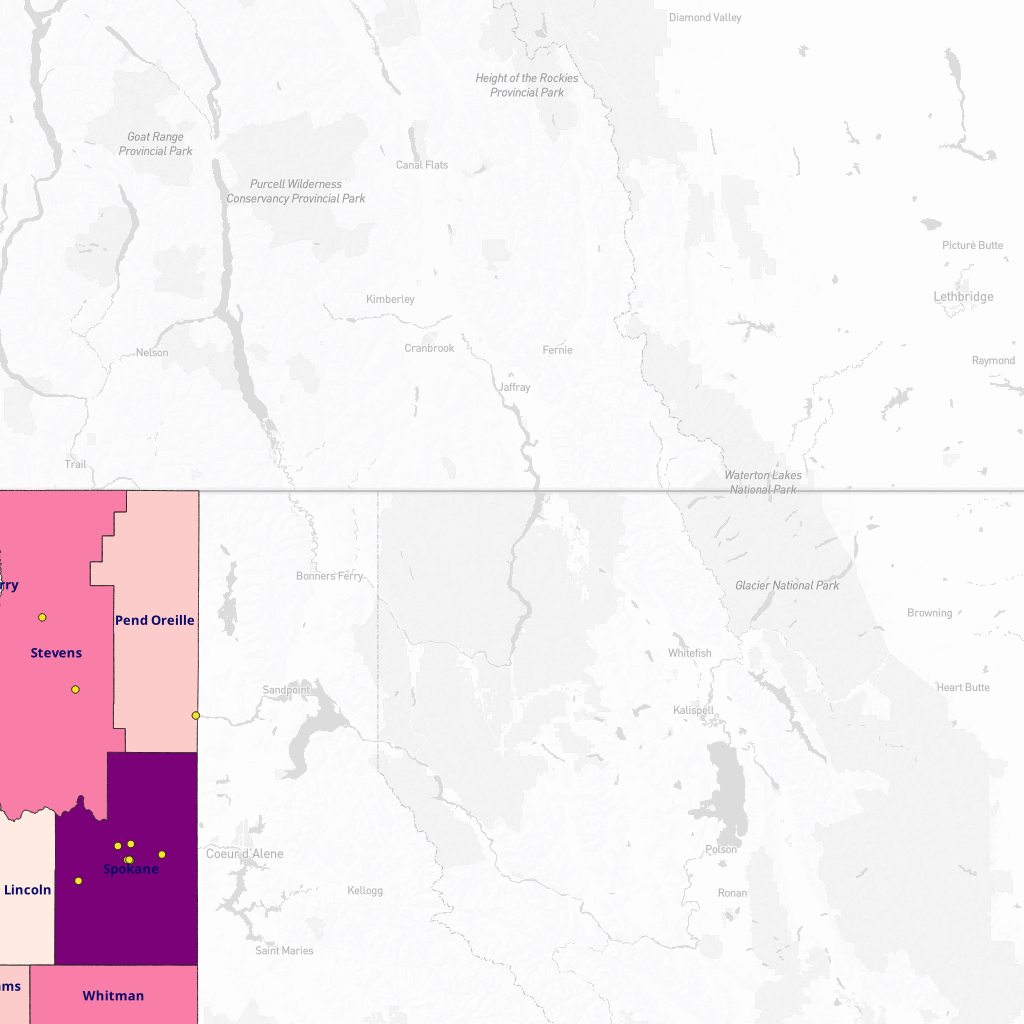 Diamond Valley
Height of the Rockies
Provincial Park
Goat Range
Provincial Park
Canal Flats
Purcell Wilderness
Conservancy Provincial Park
Picture Butte
Kimberley
Lethbridge
Cranbrook
Fernie
Nelson
Raymond
Jaffray
Trail
Waterton Lakes
National Park
Bonners Ferry
rry
Glacier National Park
Browning
Pend Oreille
Stevens
Whitefish
Sandpoint
Heart Butte
Kalispell
Coeur d'Alene
Polson
Spokane
Lincoln
Kellogg
Ronan
Saint Maries
ms
Whitman